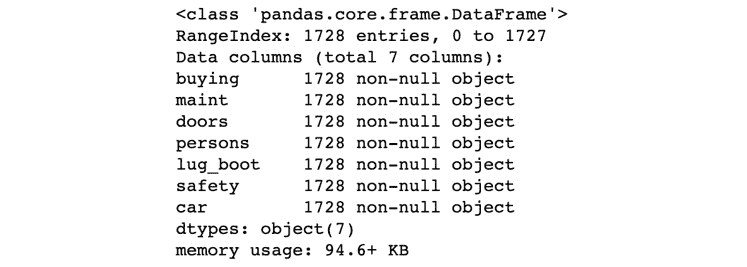 <class 'pandas.core.frame.DataFrame'>
RangeIndex: 1728 entries, 0 to 1727
Data columns (total 7 columns):
buying      1728 non-null object
maint       1728 non-null object
doors       1728 non-null object
persons     1728 non-null object
lug_boot    1728 non-null object
safety      1728 non-null object
car         1728 non-null object
dtypes: object(7)
memory usage: 94.6+ KB